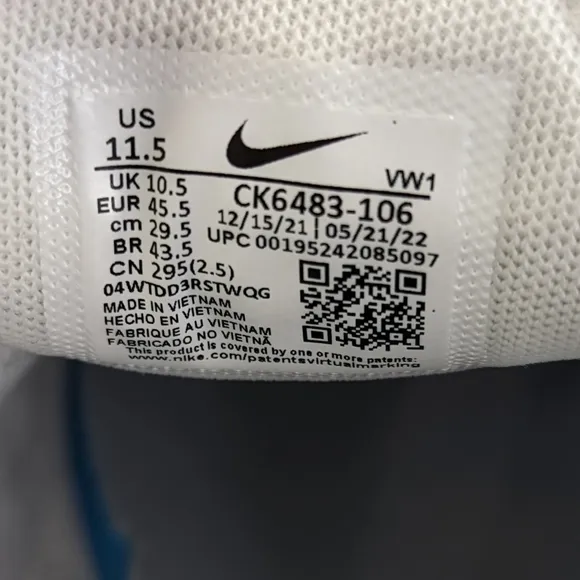 US
11.5
VW1
UK 10.5
EUR 45.5
cm 29.5
BR 43.5
CN 295(2.5)
CK6483-106
12/15/21 | 05/21/22
UPC 00195242085097
04WTDD3RSTWQG
MADE IN VIETNAM
HECHO EN VIETNAM
FABRIQUE AU VIETNAM
FABRICADO NO VIETNÃ
This product is covered by one or more patents:
www.nike.com/patentsvirtualmarking